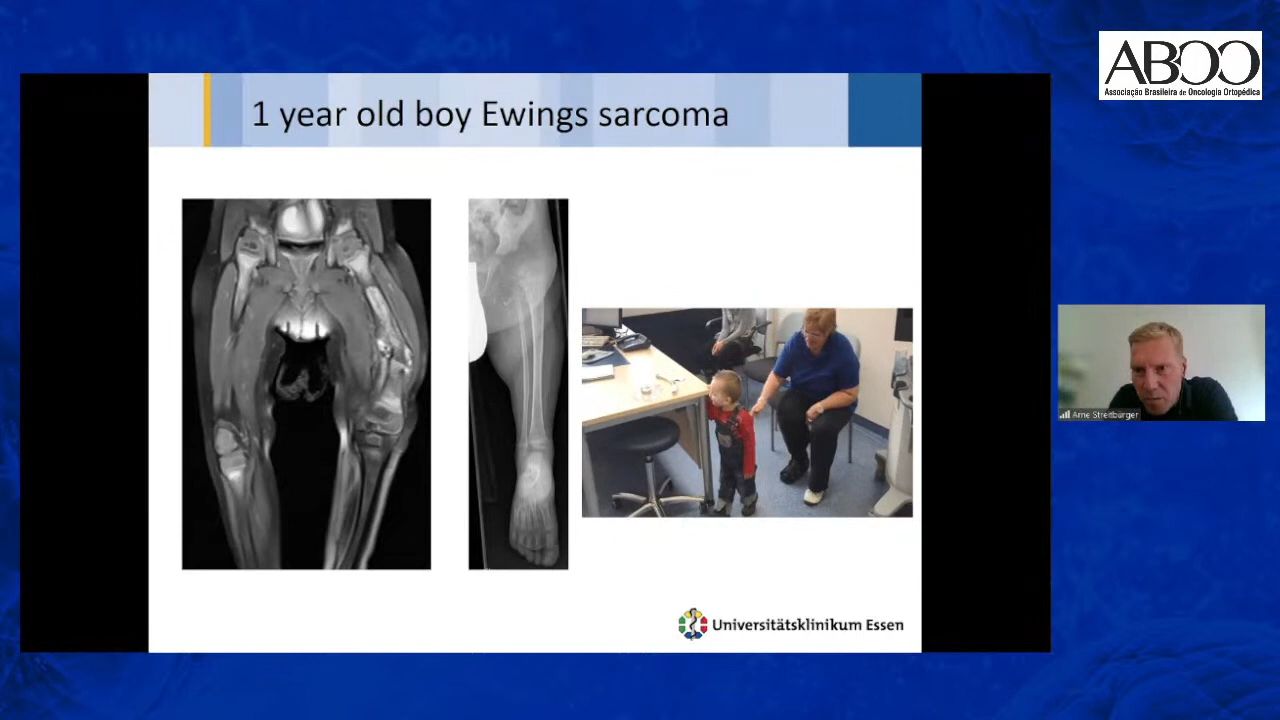 ABOO
Associação Brasileira de Oncologia Ortopédica
1 year old boy Ewings sarcoma
Arne Streitbürger
Universitätsklinikum Essen